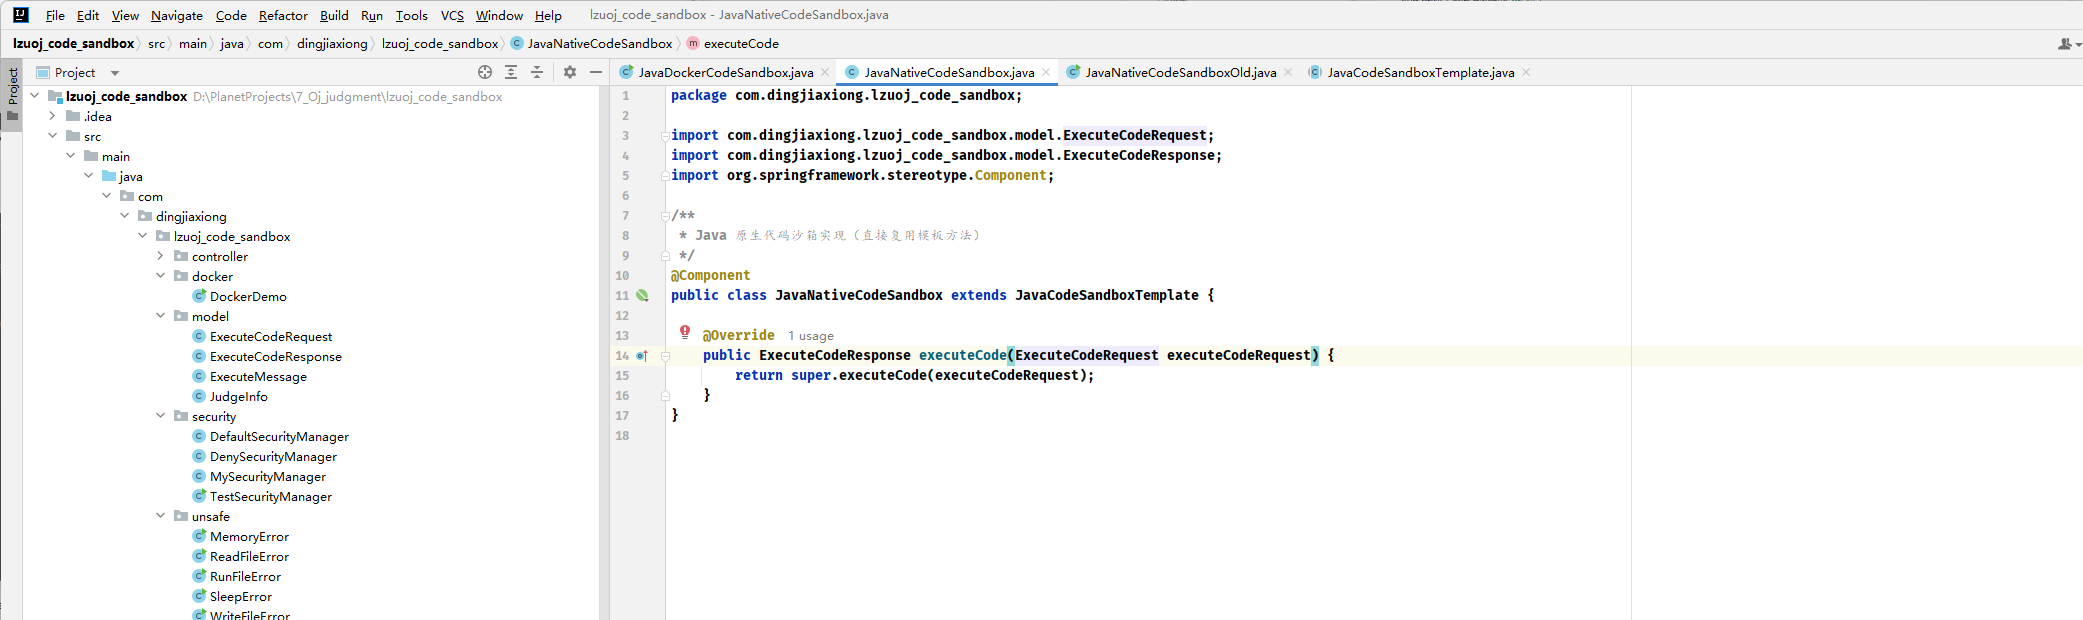 File Edit View Navigate Code Refactor Build Run Tools VCS Window Help lzuoj_code_sandbox - JavaNativeCodeSandbox.java
lzuoj_code_sandbox src main java com dingjiaxiong lzuoj_code_sandbox JavaNativeCodeSandbox executeCode
Project
Project
JavaDockerCodeSandbox.java JavaNativeCodeSandbox.java JavaNativeCodeSandboxOld.java JavaCodeSandboxTemplate.java
lzuoj_code_sandbox D:\PlanetProjects\7_Oj_judgment\lzuoj_code_sandbox
.idea
src
main
java
com
dingjiaxiong
lzuoj_code_sandbox
controller
docker
DockerDemo
model
ExecuteCodeRequest
ExecuteCodeResponse
ExecuteMessage
JudgeInfo
security
DefaultSecurityManager
DenySecurityManager
MySecurityManager
TestSecurityManager
unsafe
MemoryError
ReadFileError
RunFileError
SleepError
WriteFileError
1 package com.dingjiaxiong.lzuoj_code_sandbox;
2
3 import com.dingjiaxiong.lzuoj_code_sandbox.model.ExecuteCodeRequest;
4 import com.dingjiaxiong.lzuoj_code_sandbox.model.ExecuteCodeResponse;
5 import org.springframework.stereotype.Component;
6
7 /**
8 * Java 原生代码沙箱实现（直接复用模板方法）
9 */
10 @Component
11 public class JavaNativeCodeSandbox extends JavaCodeSandboxTemplate {
12
13 @Override 1 usage
14 public ExecuteCodeResponse executeCode(ExecuteCodeRequest executeCodeRequest) {
15 return super.executeCode(executeCodeRequest);
16 }
17 }
18